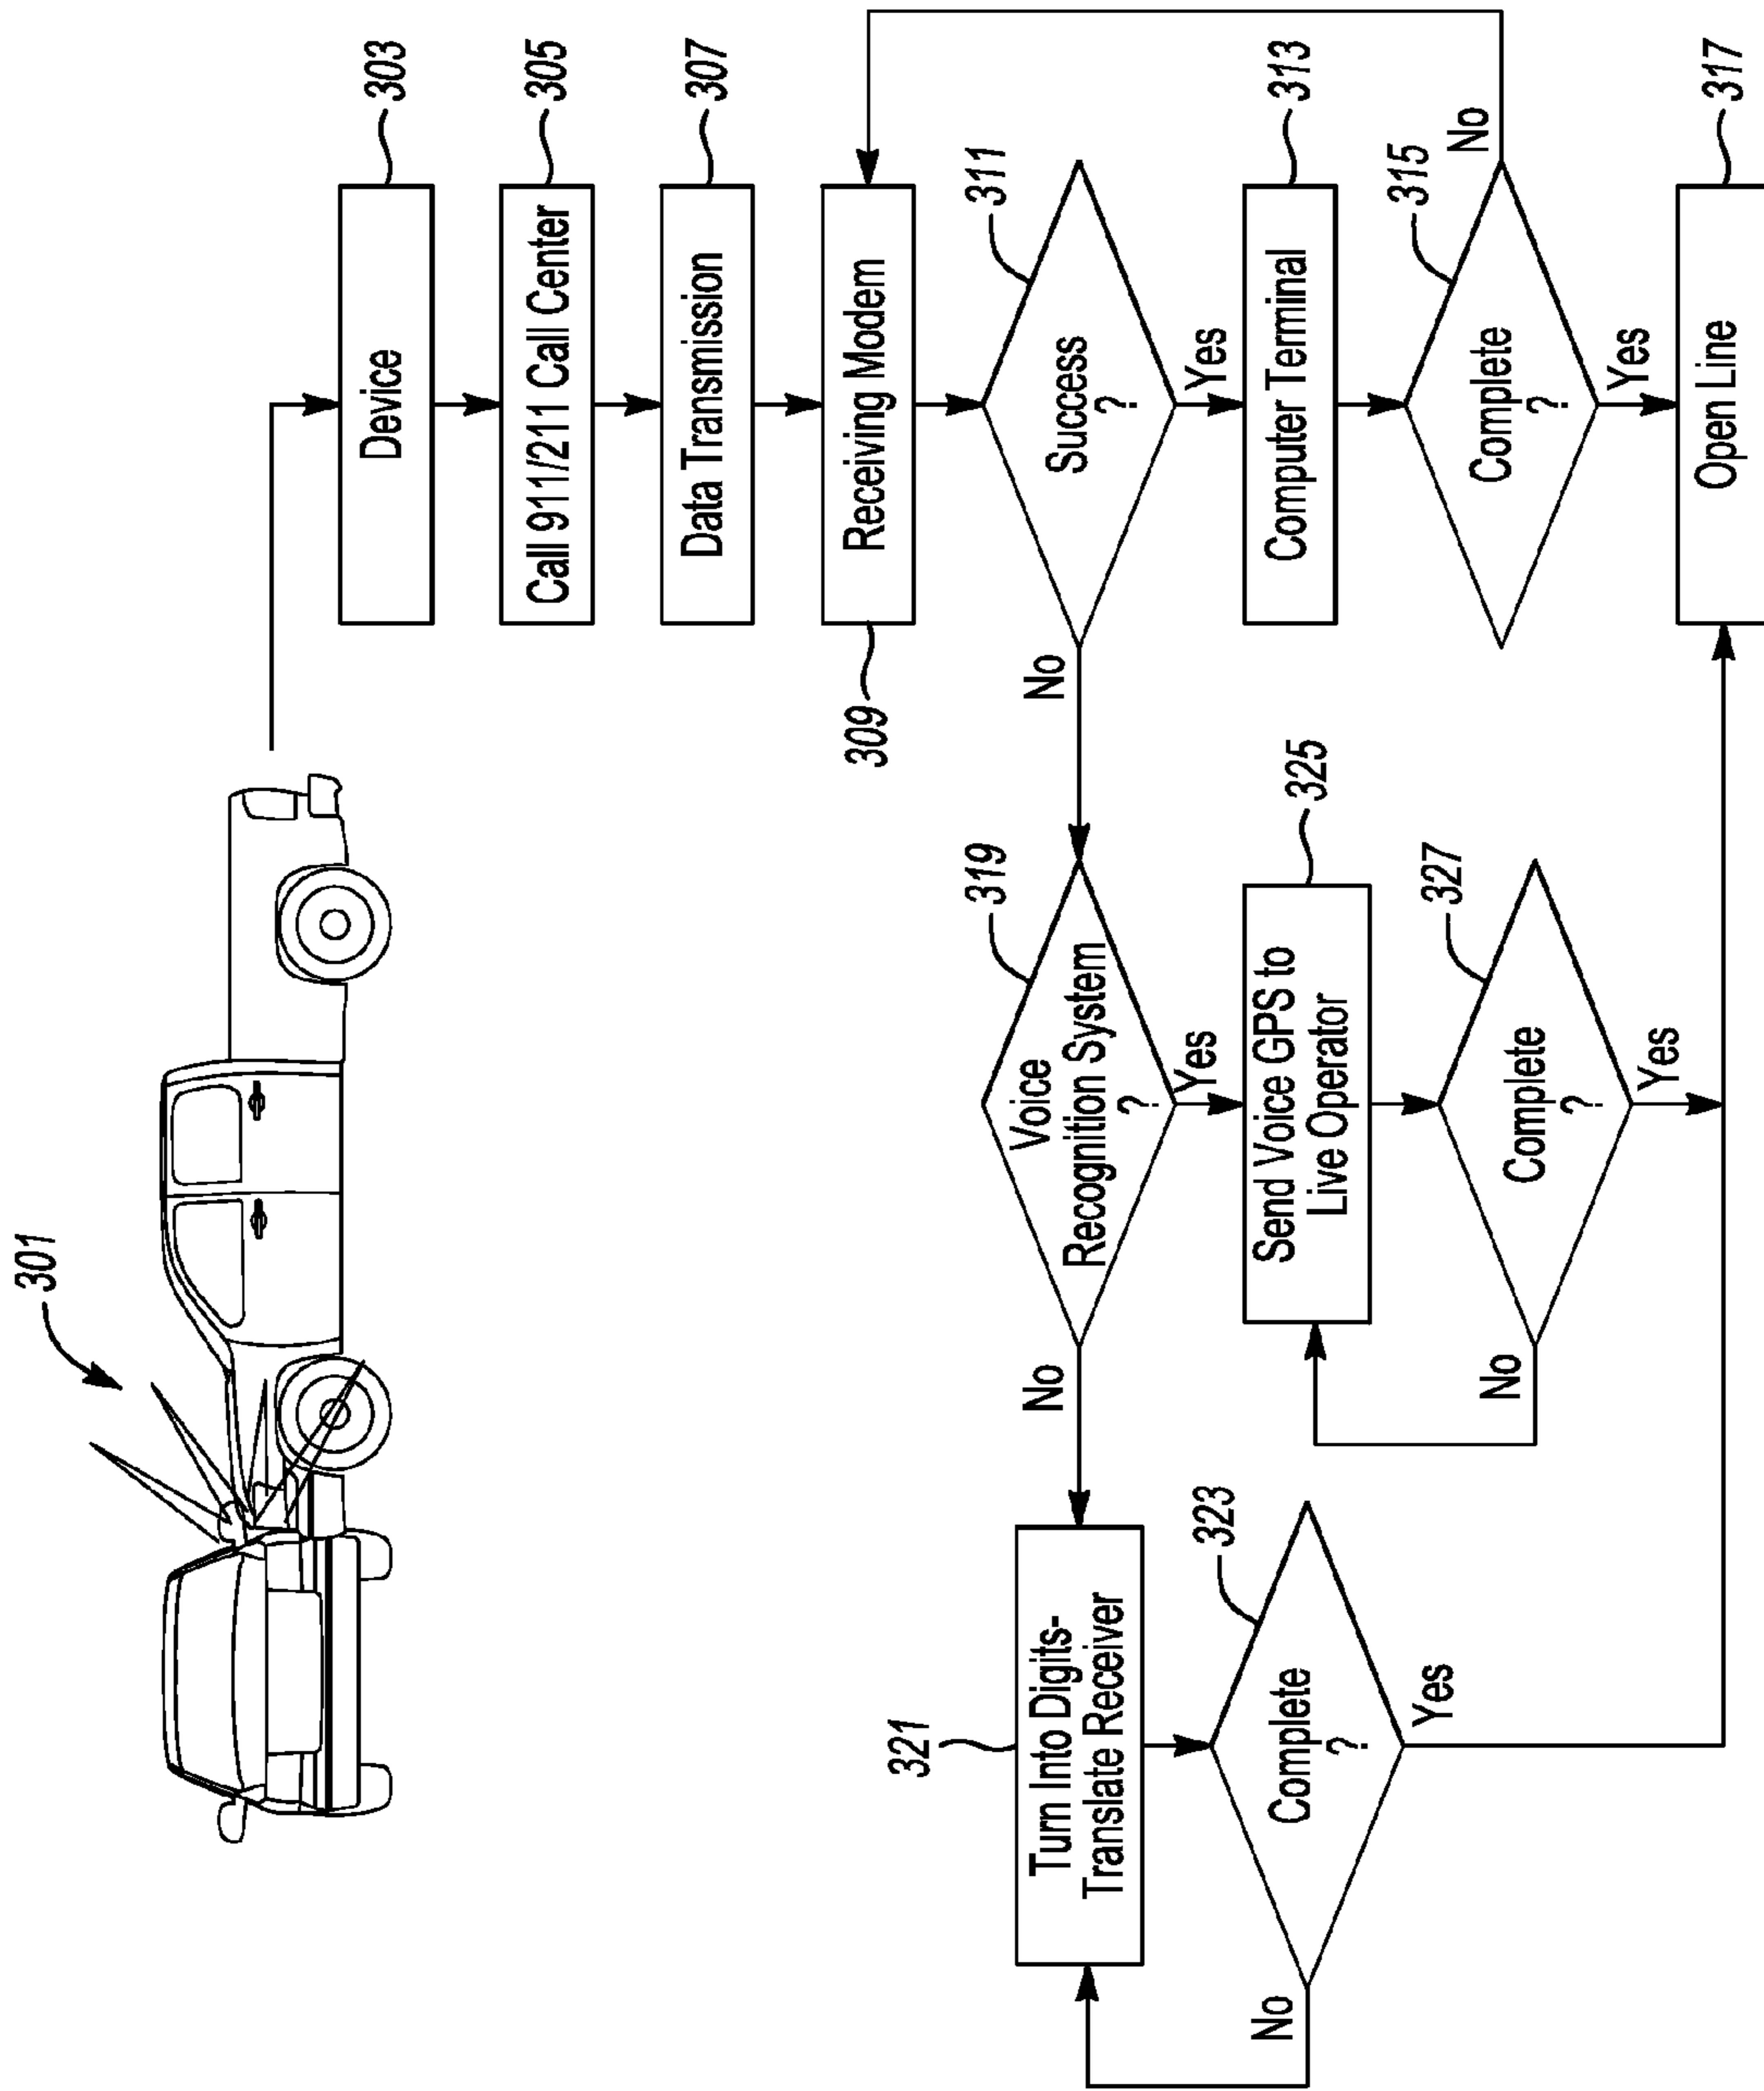 301
Device
303
Call 911/211 Call Center
305
Data Transmission
307
Receiving Modem
309
Success
?
311
No
Yes
Computer Terminal
313
Complete
?
315
No
Yes
Open Line
317
Voice
Recognition System
?
319
No
Yes
Send Voice GPS to
Live Operator
325
Complete
?
327
No
Yes
Turn Into Digits-
Translate Receiver
321
Complete
?
323
No
Yes